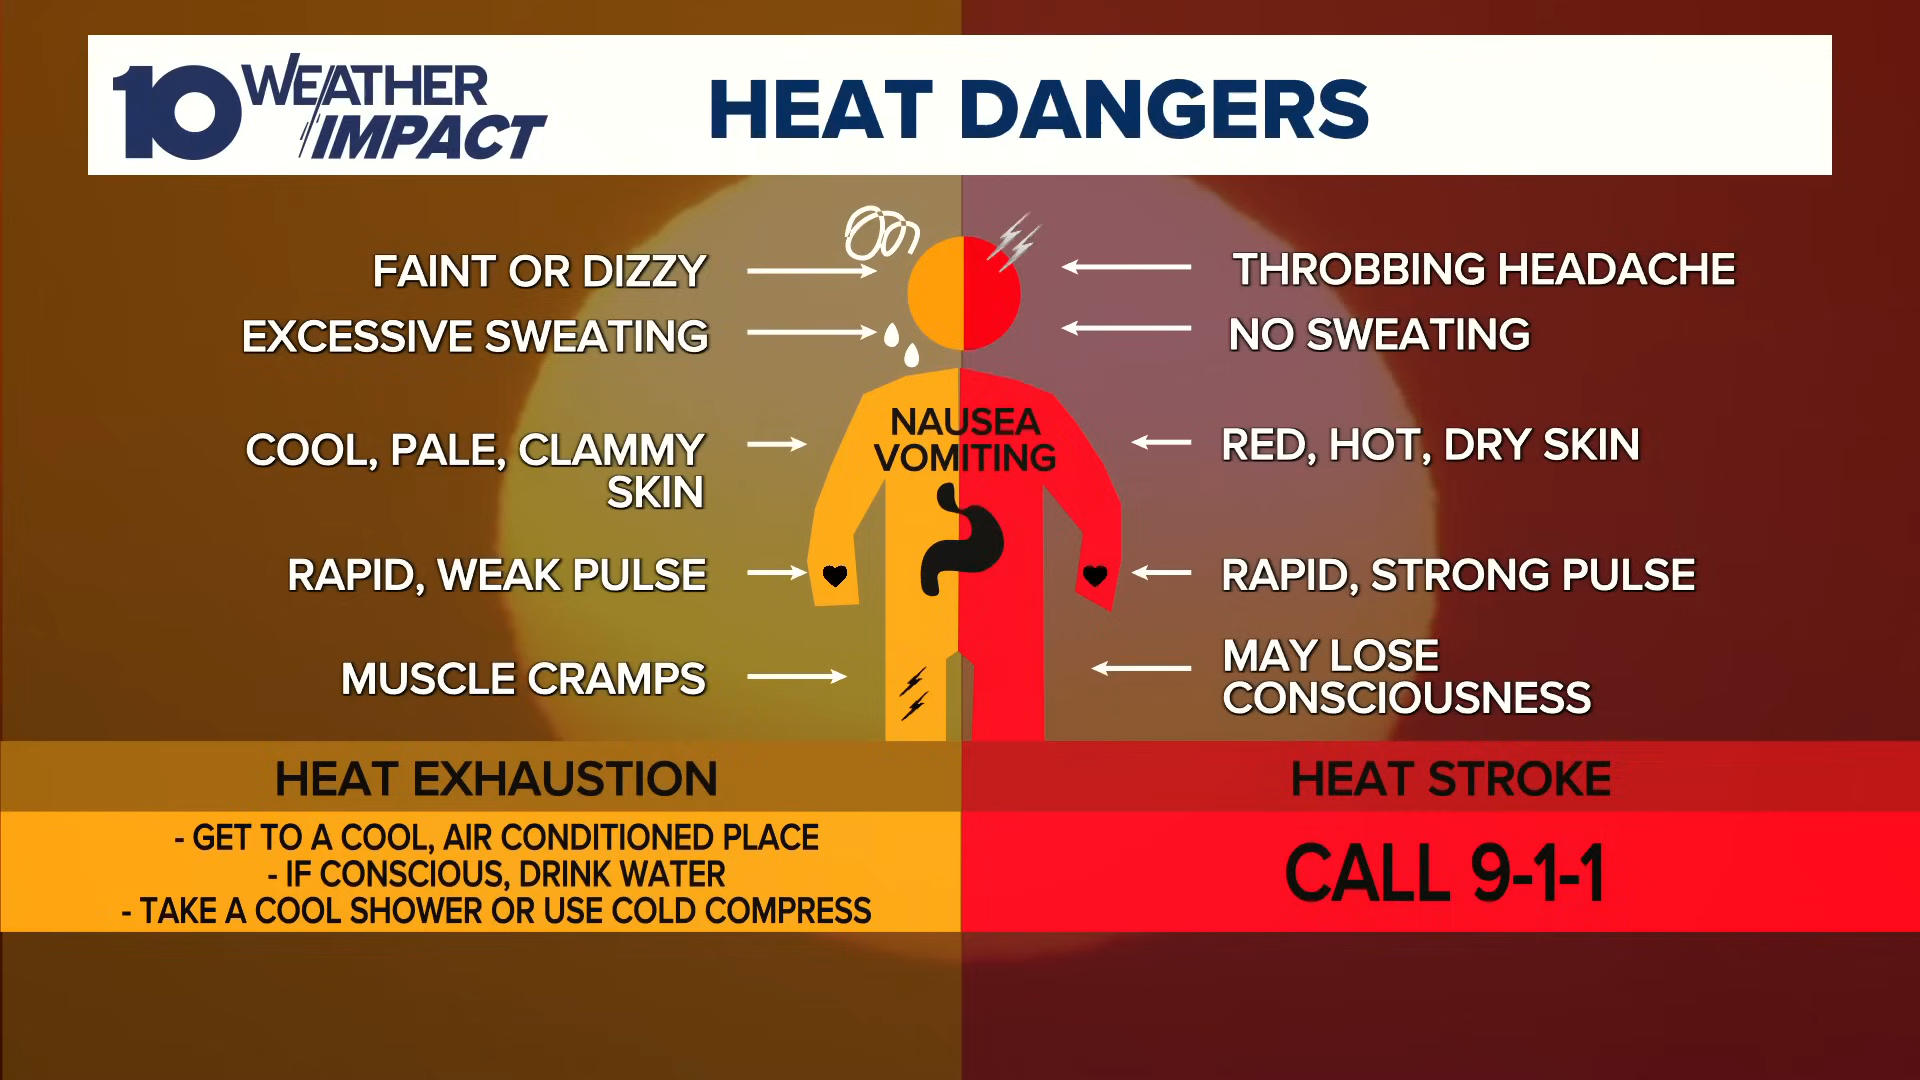 10 WEATHER
IMPACT
HEAT DANGERS
FAINT OR DIZZY
EXCESSIVE SWEATING
COOL, PALE, CLAMMY
SKIN
RAPID, WEAK PULSE
MUSCLE CRAMPS
NAUSEA
VOMITING
THROBBING HEADACHE
NO SWEATING
RED, HOT, DRY SKIN
RAPID, STRONG PULSE
MAY LOSE
CONSCIOUSNESS
HEAT EXHAUSTION
- GET TO A COOL, AIR CONDITIONED PLACE
- IF CONSCIOUS, DRINK WATER
- TAKE A COOL SHOWER OR USE COLD COMPRESS
HEAT STROKE
CALL 9-1-1